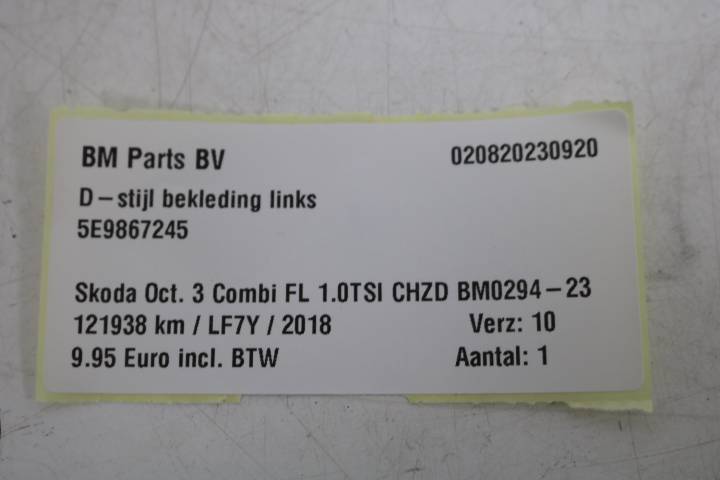 BM Parts BV 020820230920
D-stijl bekleding links
5E9867245
Skoda Oct. 3 Combi FL 1.0TSI CHZD BM0294-23
121938 km / LF7Y / 2018 Verz: 10
9.95 Euro incl. BTW Aantal: 1